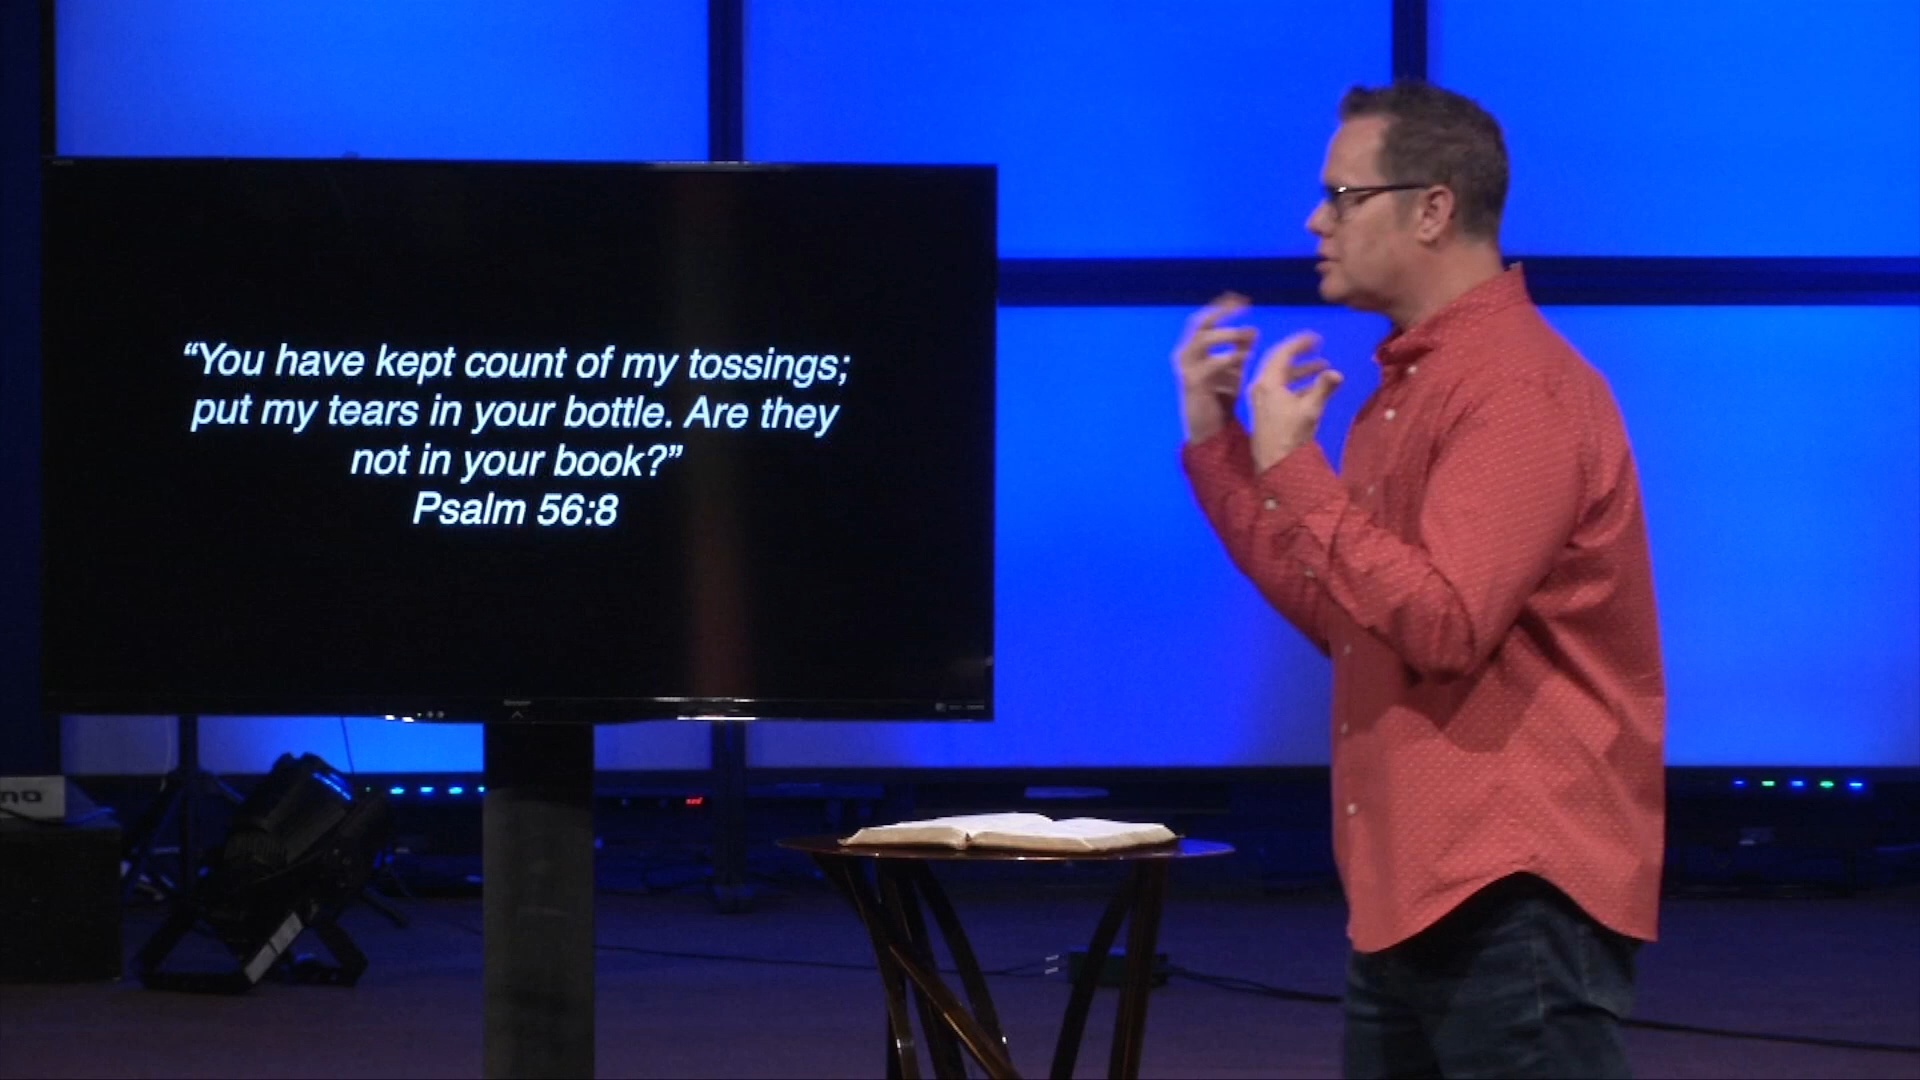 “You have kept count of my tossings;
put my tears in your bottle. Are they
not in your book?”
Psalm 56:8